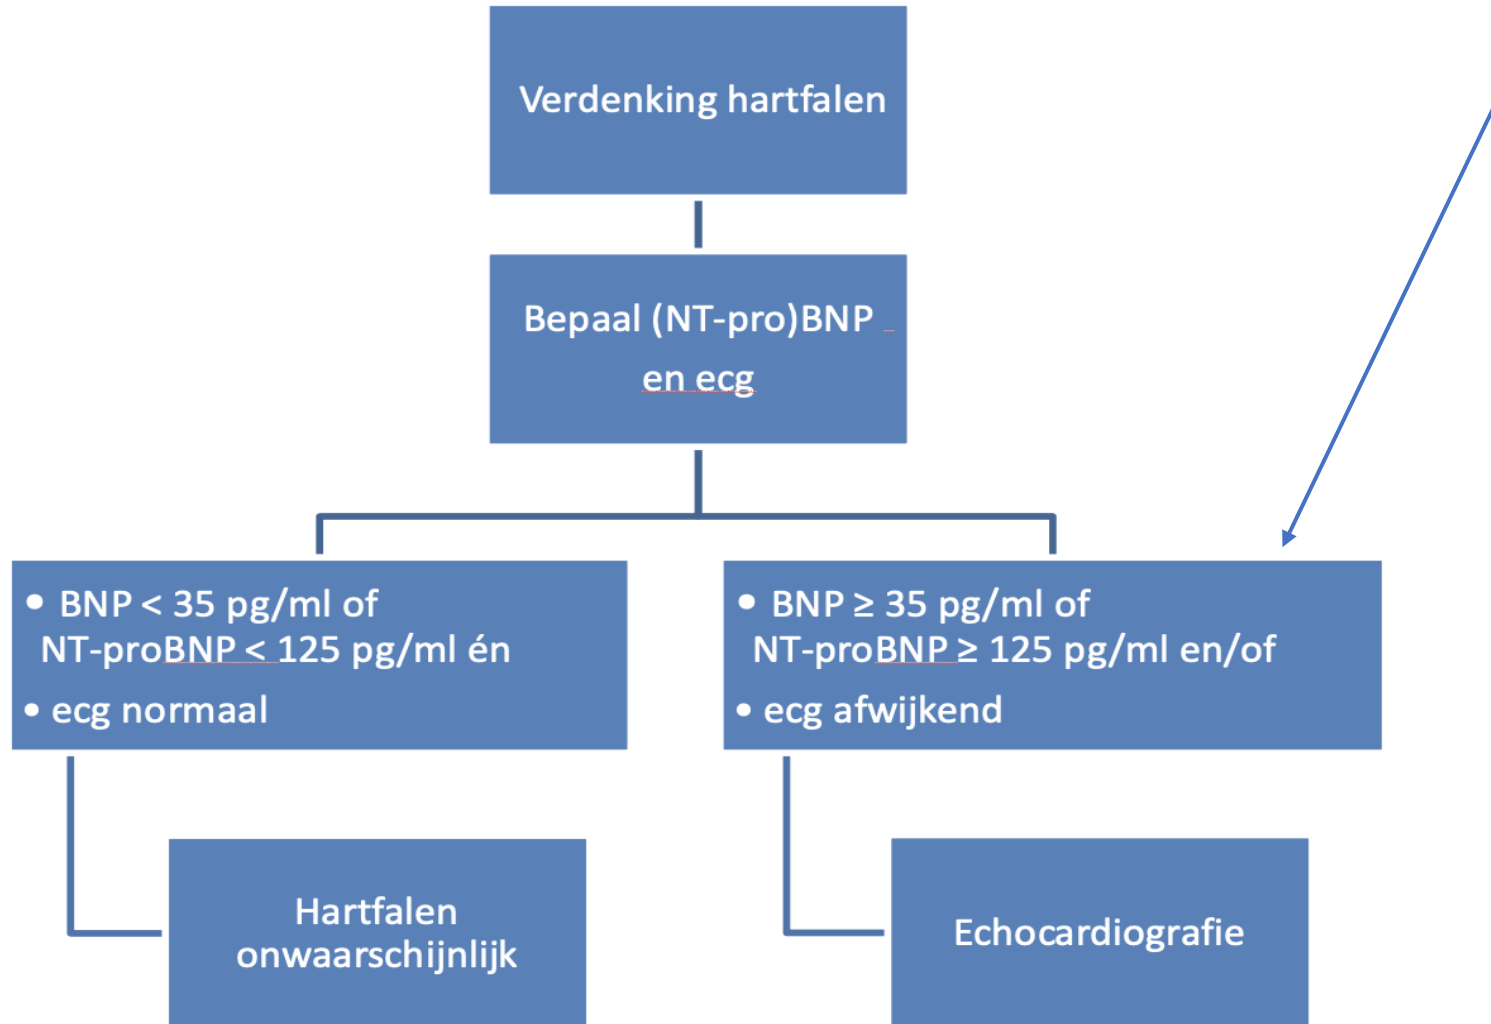 Verdenking hartfalen
Bepaal (NT-pro)BNP
en ecg
• BNP < 35 pg/ml of
NT-proBNP < 125 pg/ml én
• ecg normaal
• BNP ≥ 35 pg/ml of
NT-proBNP ≥ 125 pg/ml en/of
• ecg afwijkend
Hartfalen
onwaarschijnlijk
Echocardiografie